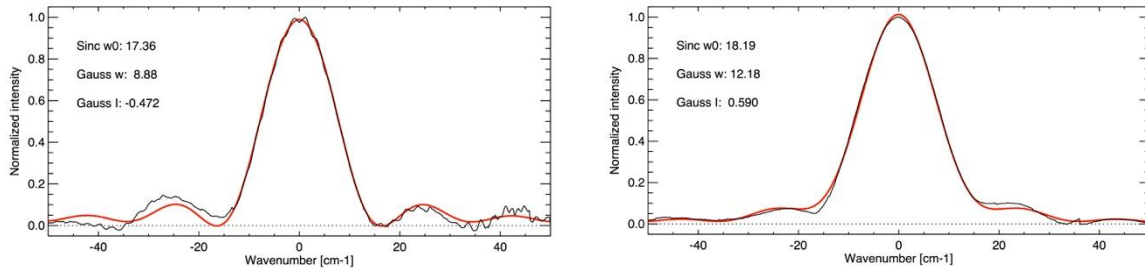 1.0
0.8
0.6
0.4
0.2
0.0
Normalized intensity
Sinc w0: 17.36
Gauss w: 8.88
Gauss I: -0.472
-40 -20 0 20 40
Wavenumber [cm-1]
1.0
0.8
0.6
0.4
0.2
0.0
Normalized intensity
Sinc w0: 18.19
Gauss w: 12.18
Gauss I: 0.590
-40 -20 0 20 40
Wavenumber [cm-1]